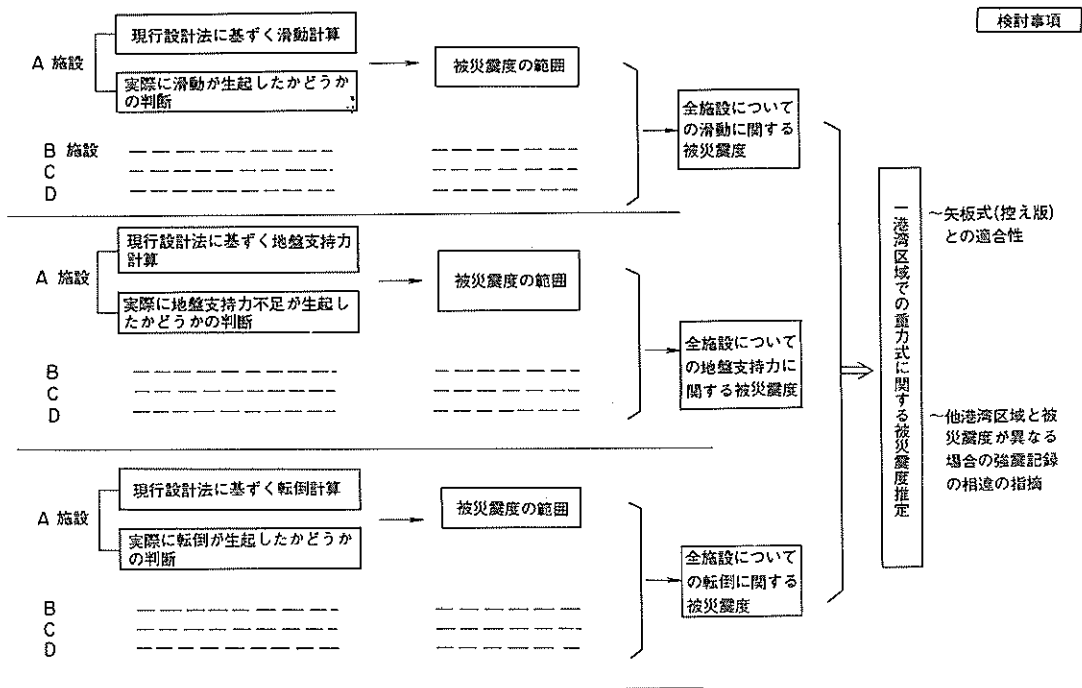 検討事項
現行設計法に基ずく滑動計算
A 施設
実際に滑動が生起したかどうか
の判断
被災震度の範囲
B 施設
C
D
全施設について
の滑動に関する
被災震度
現行設計法に基ずく地盤支持力
計算
A 施設
実際に地盤支持力不足が生起し
たかどうかの判断
被災震度の範囲
B
C
D
全施設について
の地盤支持力に
関する被災震度
現行設計法に基ずく転倒計算
A 施設
実際に転倒が生起したかどうか
の判断
被災震度の範囲
B
C
D
全施設について
の転倒に関する
被災震度
一港湾区域での重力式に関する被災震度推定
～矢板式(控え版)
との適合性
～他港湾区域と被
災震度が異なる
場合の強震記録
の相違の指摘